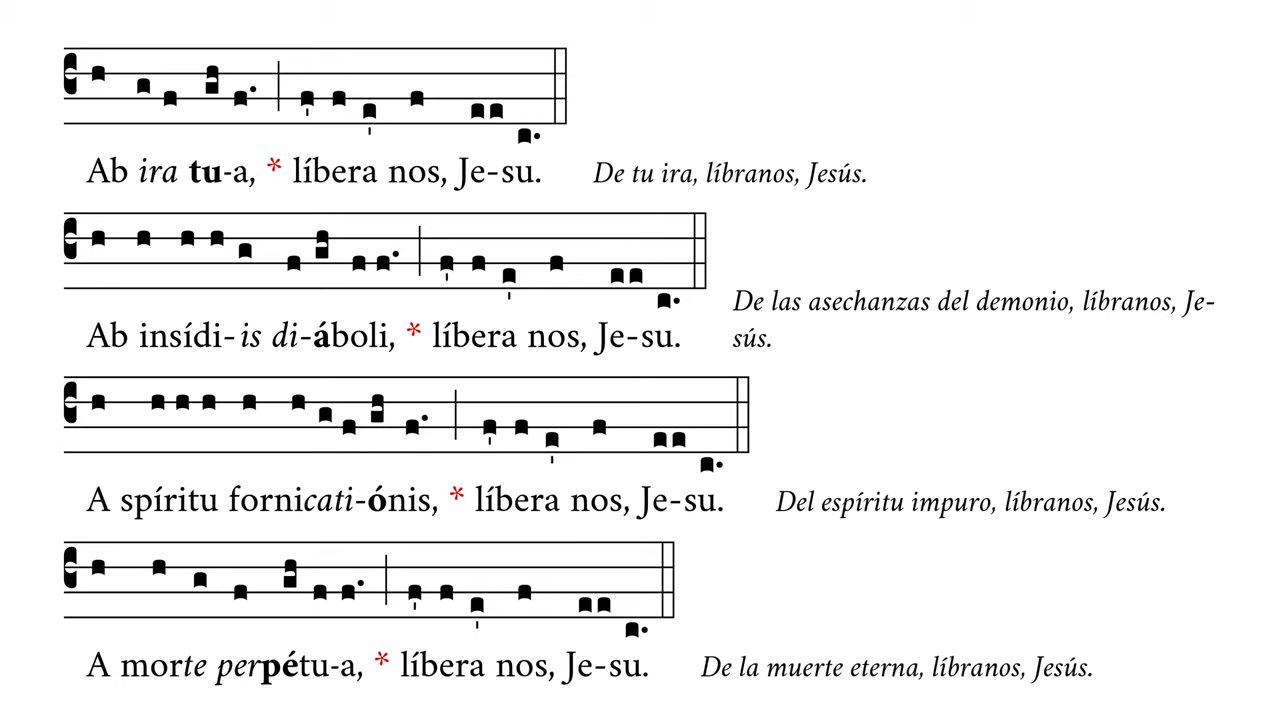 Ab ira tu-a, * líbera nos, Je-su. De tu ira, líbranos, Jesús.
Ab insídi-is di-áboli, * líbera nos, Je-su. De las asechanzas del demonio, líbranos, Je-
sús.
A spíritu fornicati-ónis, * líbera nos, Je-su. Del espíritu impuro, líbranos, Jesús.
A morte perpétu-a, * líbera nos, Je-su. De la muerte eterna, líbranos, Jesús.